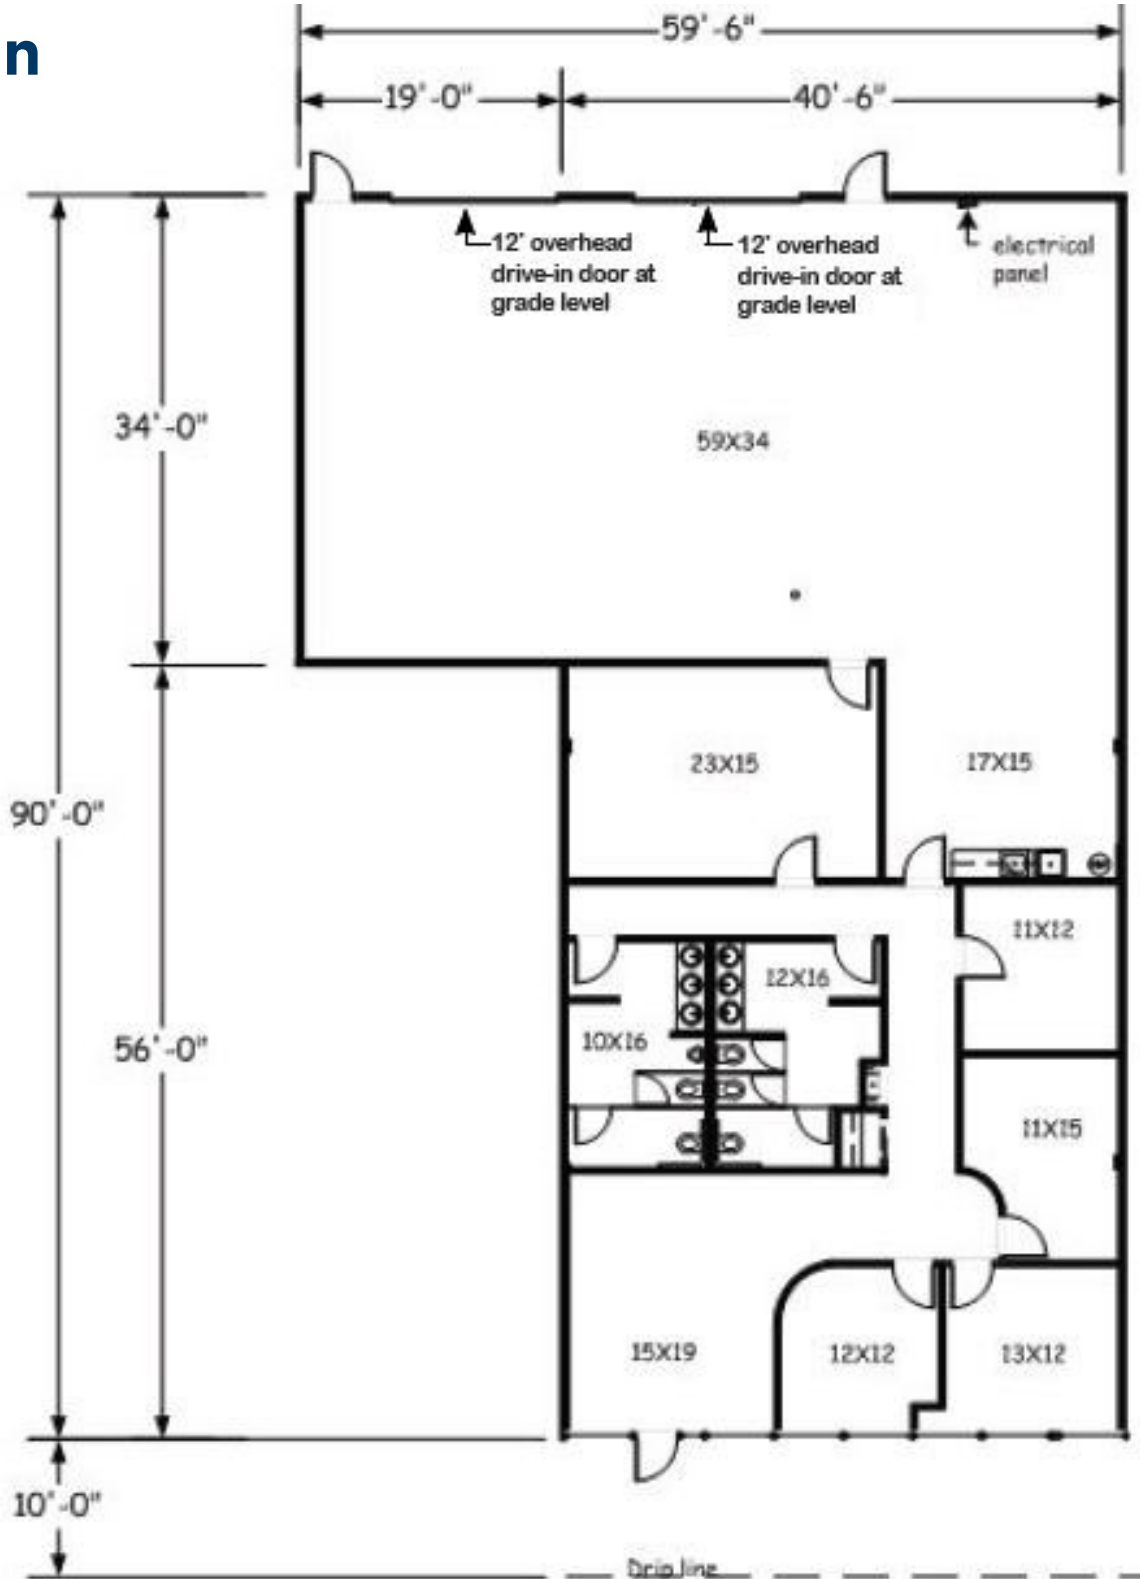 n
59'-6"
19'-0"
40'-6"
12' overhead
drive-in door at
grade level
12' overhead
drive-in door at
grade level
electrical
panel
34'-0"
59X34
23X15
17X15
90'-0"
11X12
12X16
10X16
56'-0"
11X15
15X19
12X12
13X12
10'-0"
Drip line